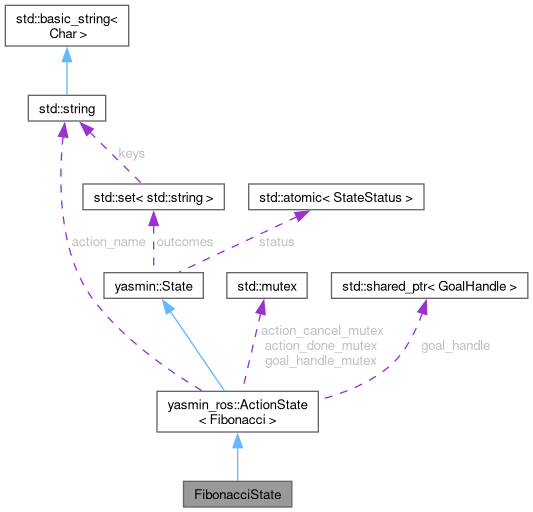 std::basic_string<
Char >
std::string
keys
std::set< std::string >
std::atomic< StateStatus >
action_name
outcomes
status
yasmin::State
std::mutex
std::shared_ptr< GoalHandle >
action_cancel_mutex
action_done_mutex
goal_handle_mutex
goal_handle
yasmin_ros::ActionState
< Fibonacci >
FibonacciState